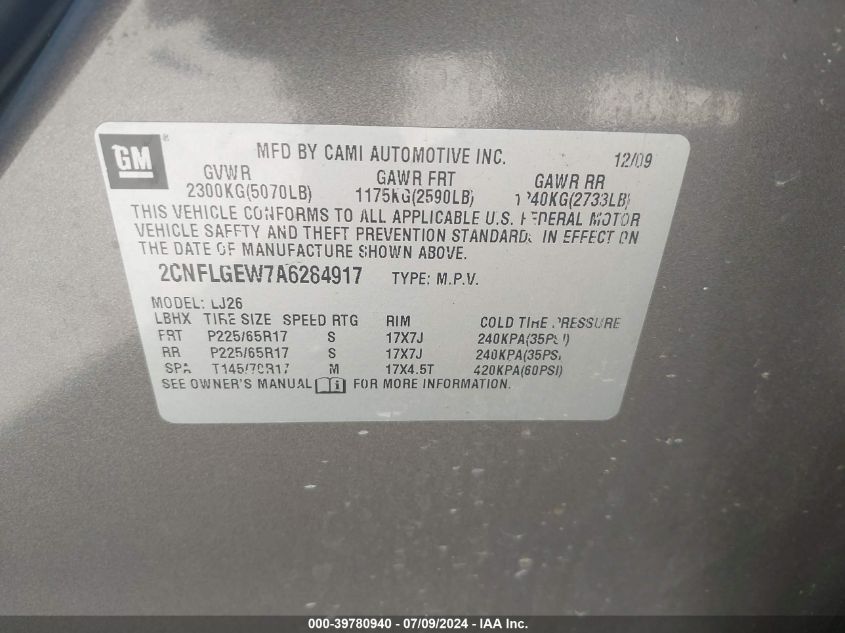 GM ®
MFD BY CAMI AUTOMOTIVE INC. 12/09
GVWR GAWR FRT GAWR RR
2300KG(5070LB) 1175KG(2590LB) 1240KG(2733LB)
THIS VEHICLE CONFORMS TO ALL APPLICABLE U.S. FEDERAL MOTOR
VEHICLE SAFETY AND THEFT PREVENTION STANDARDS IN EFFECT ON
THE DATE OF MANUFACTURE SHOWN ABOVE.
2CNFLGEW7A6284917 TYPE: M.P.V.
MODEL: LJ26
LBHX TIRE SIZE SPEED RTG RIM COLD TIRE PRESSURE
FRT P225/65R17 S 17X7J 240KPA(35PSI)
RR P225/65R17 S 17X7J 240KPA(35PSI
SPA T145/70R17 M 17X4.5T 420KPA(60PSI)
SEE OWNER'S MANUAL i FOR MORE INFORMATION.
000-39780940 - 07/09/2024 - IAA Inc.